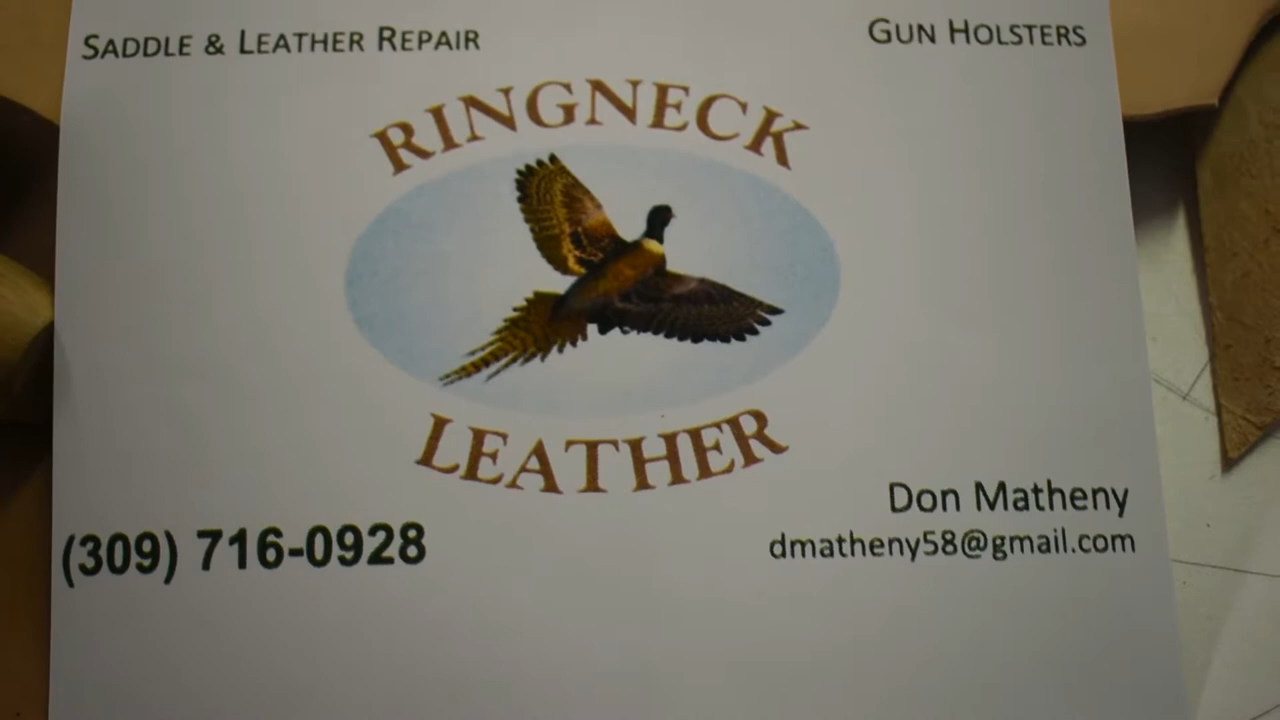 SADDLE & LEATHER REPAIR
GUN HOLSTERS
RINGNECK
LEATHER
Don Matheny
(309) 716-0928
dmatheny58@gmail.com